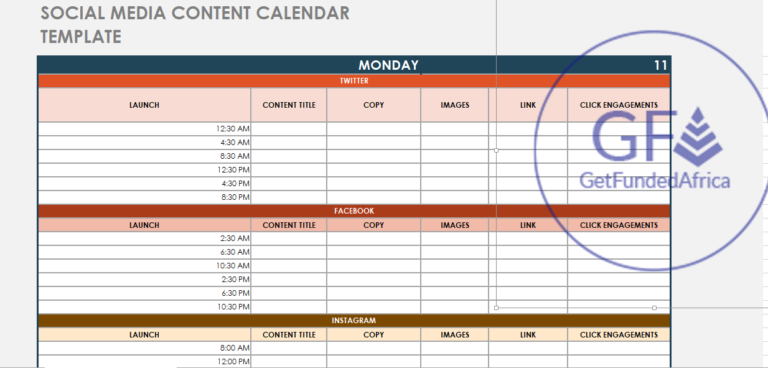 SOCIAL MEDIA CONTENT CALENDAR
TEMPLATE
MONDAY 11
TWITTER
LAUNCH CONTENT TITLE COPY IMAGES LINK CLICK ENGAGEMENTS
12:30 AM
4:30 AM
8:30 AM
12:30 PM
4:30 PM
8:30 PM
GF
GetFundedAfrica
FACEBOOK
LAUNCH CONTENT TITLE COPY IMAGES LINK CLICK ENGAGEMENTS
2:30 AM
6:30 AM
10:30 AM
2:30 PM
6:30 PM
10:30 PM
INSTAGRAM
LAUNCH CONTENT TITLE COPY IMAGES LINK CLICK ENGAGEMENTS
8:00 AM
12:00 PM